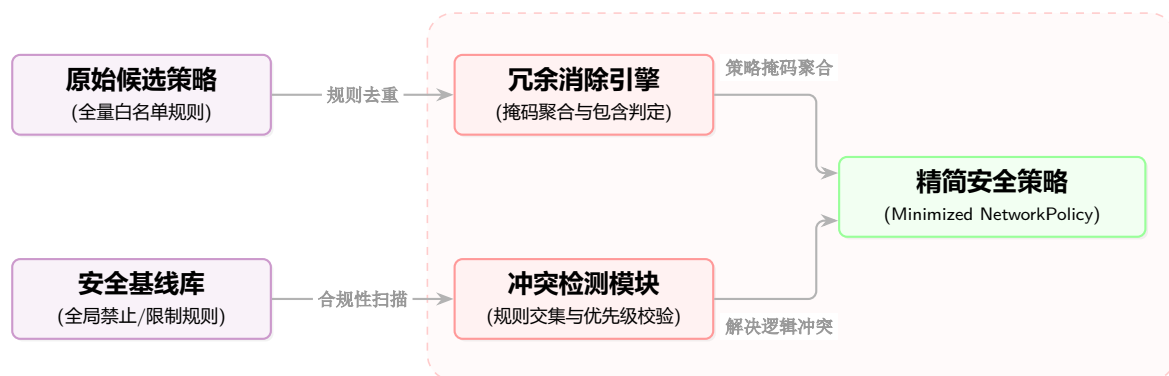 原始候选策略
(全量白名单规则)
规则去重
冗余消除引擎
(掩码聚合与包含判定)
策略掩码聚合
精简安全策略
(Minimized NetworkPolicy)
安全基线库
(全局禁止/限制规则)
合规性扫描
冲突检测模块
(规则交集与优先级校验)
解决逻辑冲突